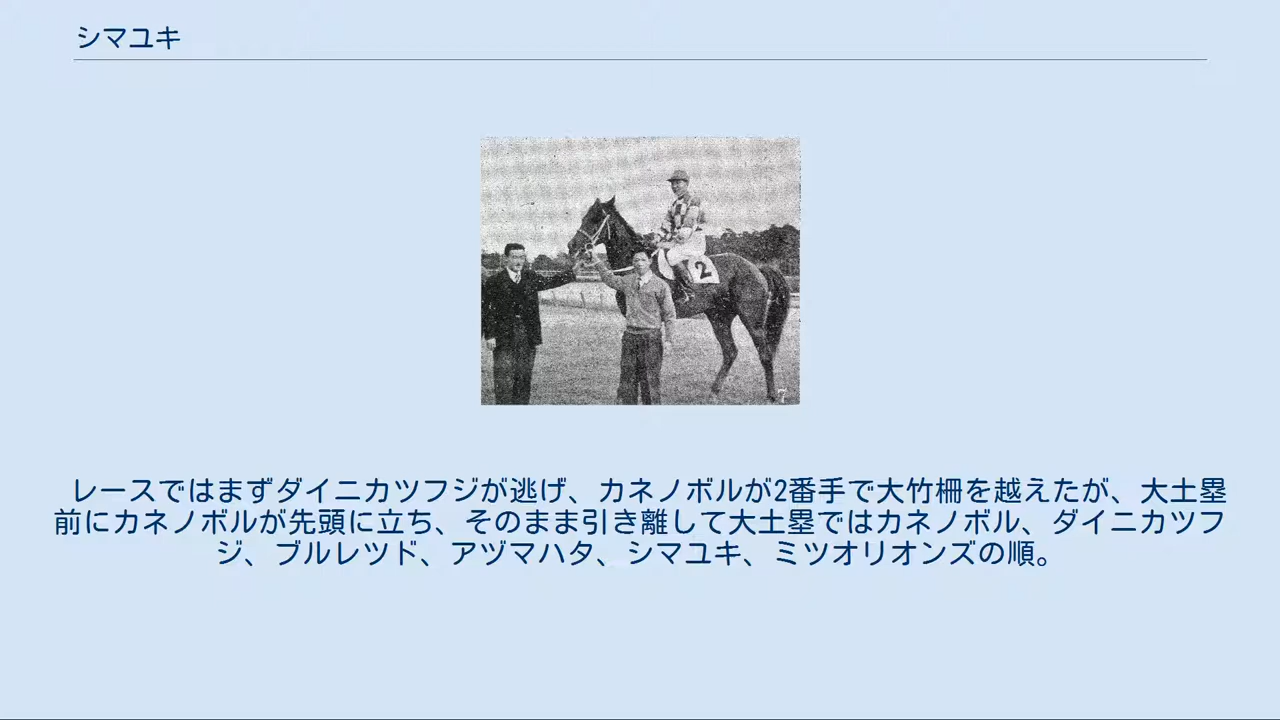 シマユキ
2
7
レースではまずダイニカツフジが逃げ、カネノボルが2番手で大竹柵を越えたが、大土塁
前にカネノボルが先頭に立ち、そのまま引き離して大土塁ではカネノボル、ダイニカツフ
ジ、ブルレツド、アヅマハタ、シマユキ、ミツオリオンズの順。